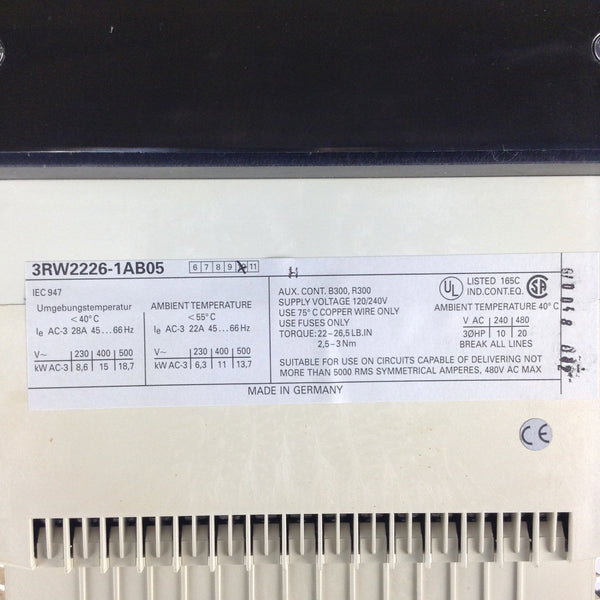 3RW2226-1AB05 6 7 8 9 10 11
IEC 947
Umgebungstemperatur
<40°C
Ie AC-3 28A 45...66Hz
V~ 230 400 500
kW AC-3 8,6 15 18,7
AMBIENT TEMPERATURE
<55°C
Ie AC-3 22A 45...66Hz
V~ 230 400 500
kW AC-3 6,3 11 13,7
AUX. CONT. B300, R300
SUPPLY VOLTAGE 120/240V
USE 75°C COPPER WIRE ONLY
USE FUSES ONLY
TORQUE: 22-26,5 LB.IN
2,5-3 Nm
UL LISTED 165C
IND.CONT.EQ. SA
AMBIENT TEMPERATURE 40°C
V AC 240 480
3ØHP 10 20
BREAK ALL LINES
SUITABLE FOR USE ON CIRCUITS CAPABLE OF DELIVERING NOT
MORE THAN 5000 RMS SYMMETRICAL AMPERES, 480V AC MAX
MADE IN GERMANY
CE